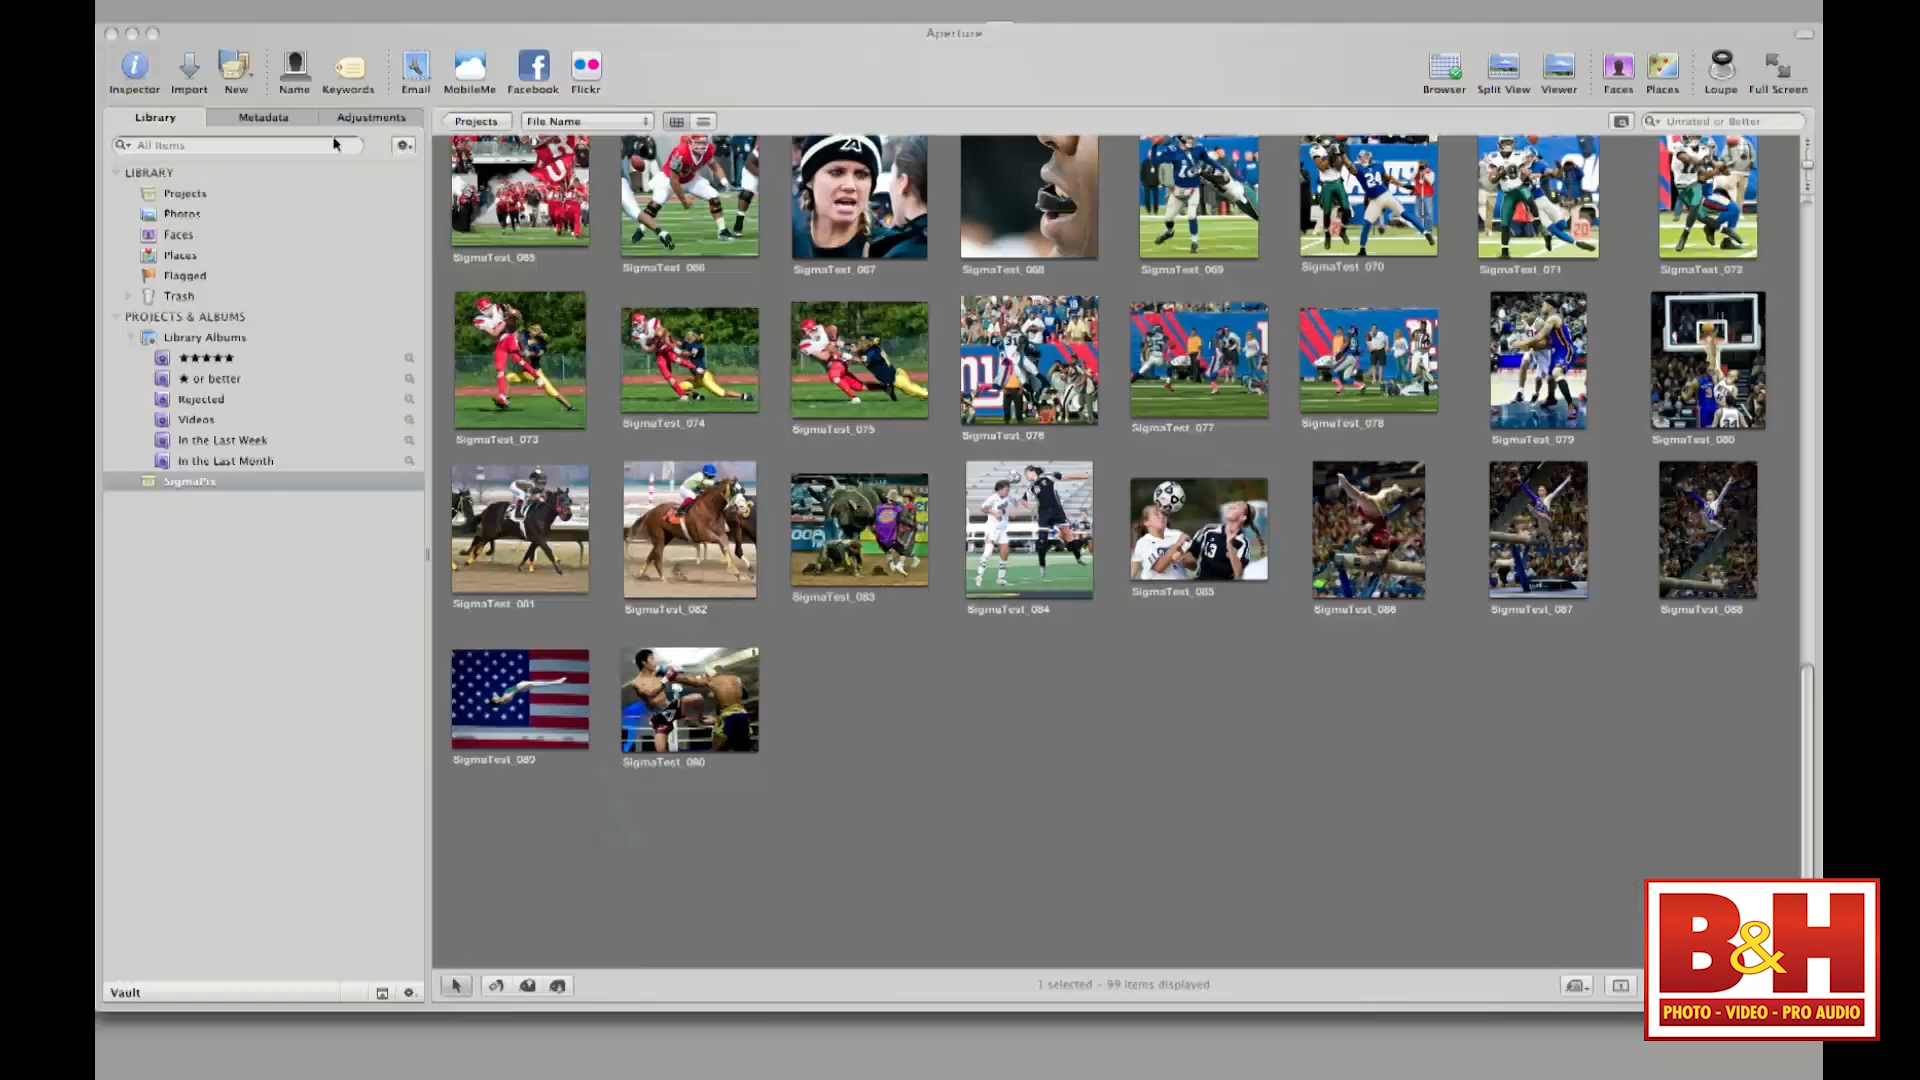 Aperture
Inspector Import New Name Keywords Email MobileMe Facebook Flickr Browser Split View Viewer Faces Places Loupe Full Screen
Library Metadata Adjustments
Projects File Name Unrated or Better
All Items
LIBRARY
Projects
Photos
Faces
Places
Flagged
Trash
PROJECTS & ALBUMS
Library Albums
★★★★★
★ or better
Rejected
Videos
In the Last Week
In the Last Month
SigmaPix
SigmaTest_065 SigmaTest_066 SigmaTest_067 SigmaTest_068 SigmaTest_069 SigmaTest_070 SigmaTest_071 SigmaTest_072
SigmaTest_073 SigmaTest_074 SigmaTest_075 SigmaTest_076 SigmaTest_077 SigmaTest_078 SigmaTest_079 SigmaTest_080
SigmaTest_081 SigmaTest_082 SigmaTest_083 SigmaTest_084 SigmaTest_085 SigmaTest_086 SigmaTest_087 SigmaTest_088
SigmaTest_089 SigmaTest_090
Vault
1 selected - 99 items displayed
B&H
PHOTO - VIDEO - PRO AUDIO